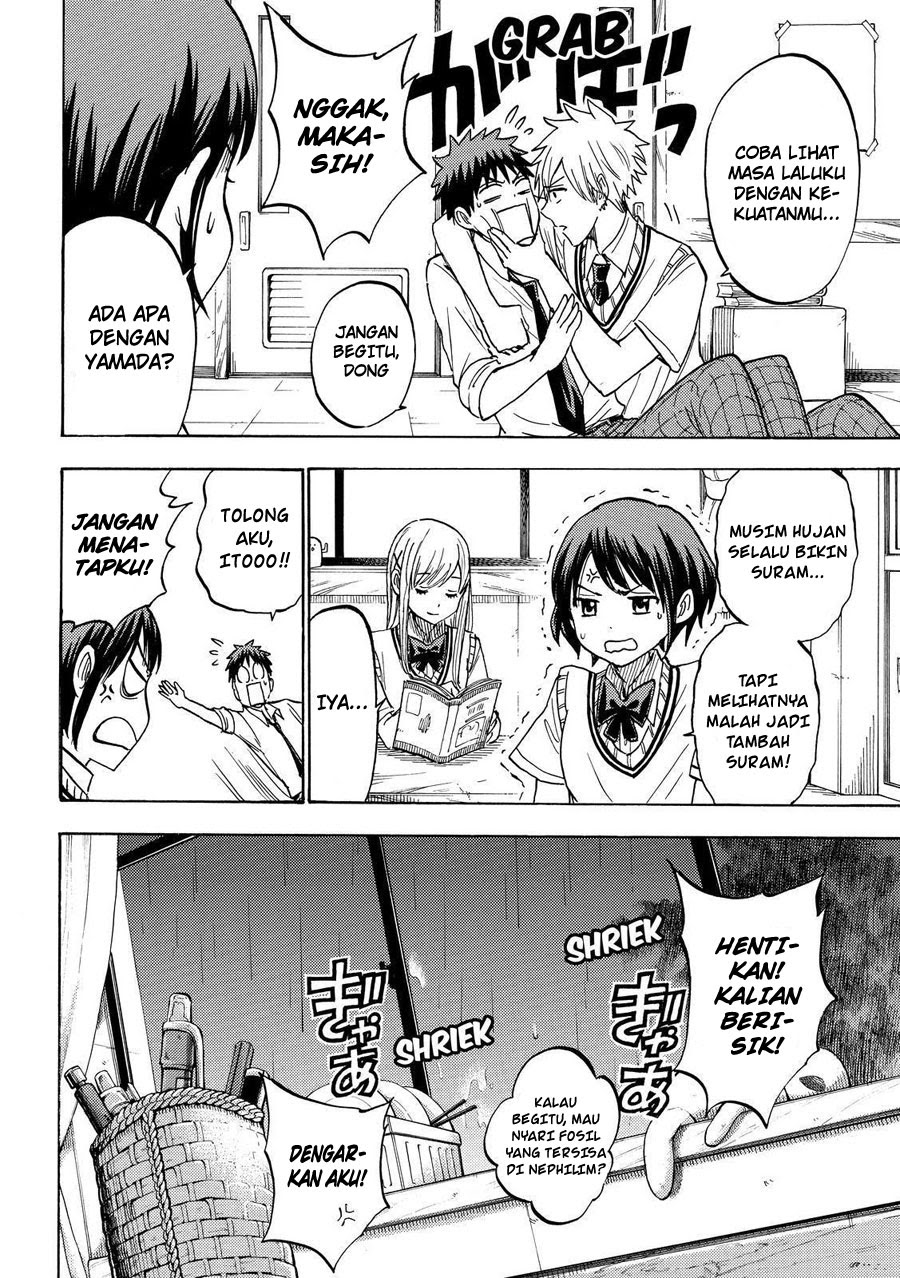 COBA LIHAT
MASA LALUKU
DENGAN KE-
KUATANMU...
GRAB
がばっ
NGGAK,
MAKA-
SIH!
JANGAN
BEGITU,
DONG
ADA APA
DENGAN
YAMADA?
MUSIM HUJAN
SELALU BIKIN
SURAM...
TAPI
MELIHATNYA
MALAH JADI
TAMBAH
SURAM!
IYA...
TOLONG
AKU,
ITOOO!!
JANGAN
MENA-
TAPKU!
HENTI-
KAN!
KALIAN
BERI-
SIK!
SHRIEK
ぎゃあ
KALAU
BEGITU, MAU
NYARI FOSIL
YANG TERSISA
DI NEPHILIM?
SHRIEK
ぎゃあ
DENGAR-
KAN AKU!